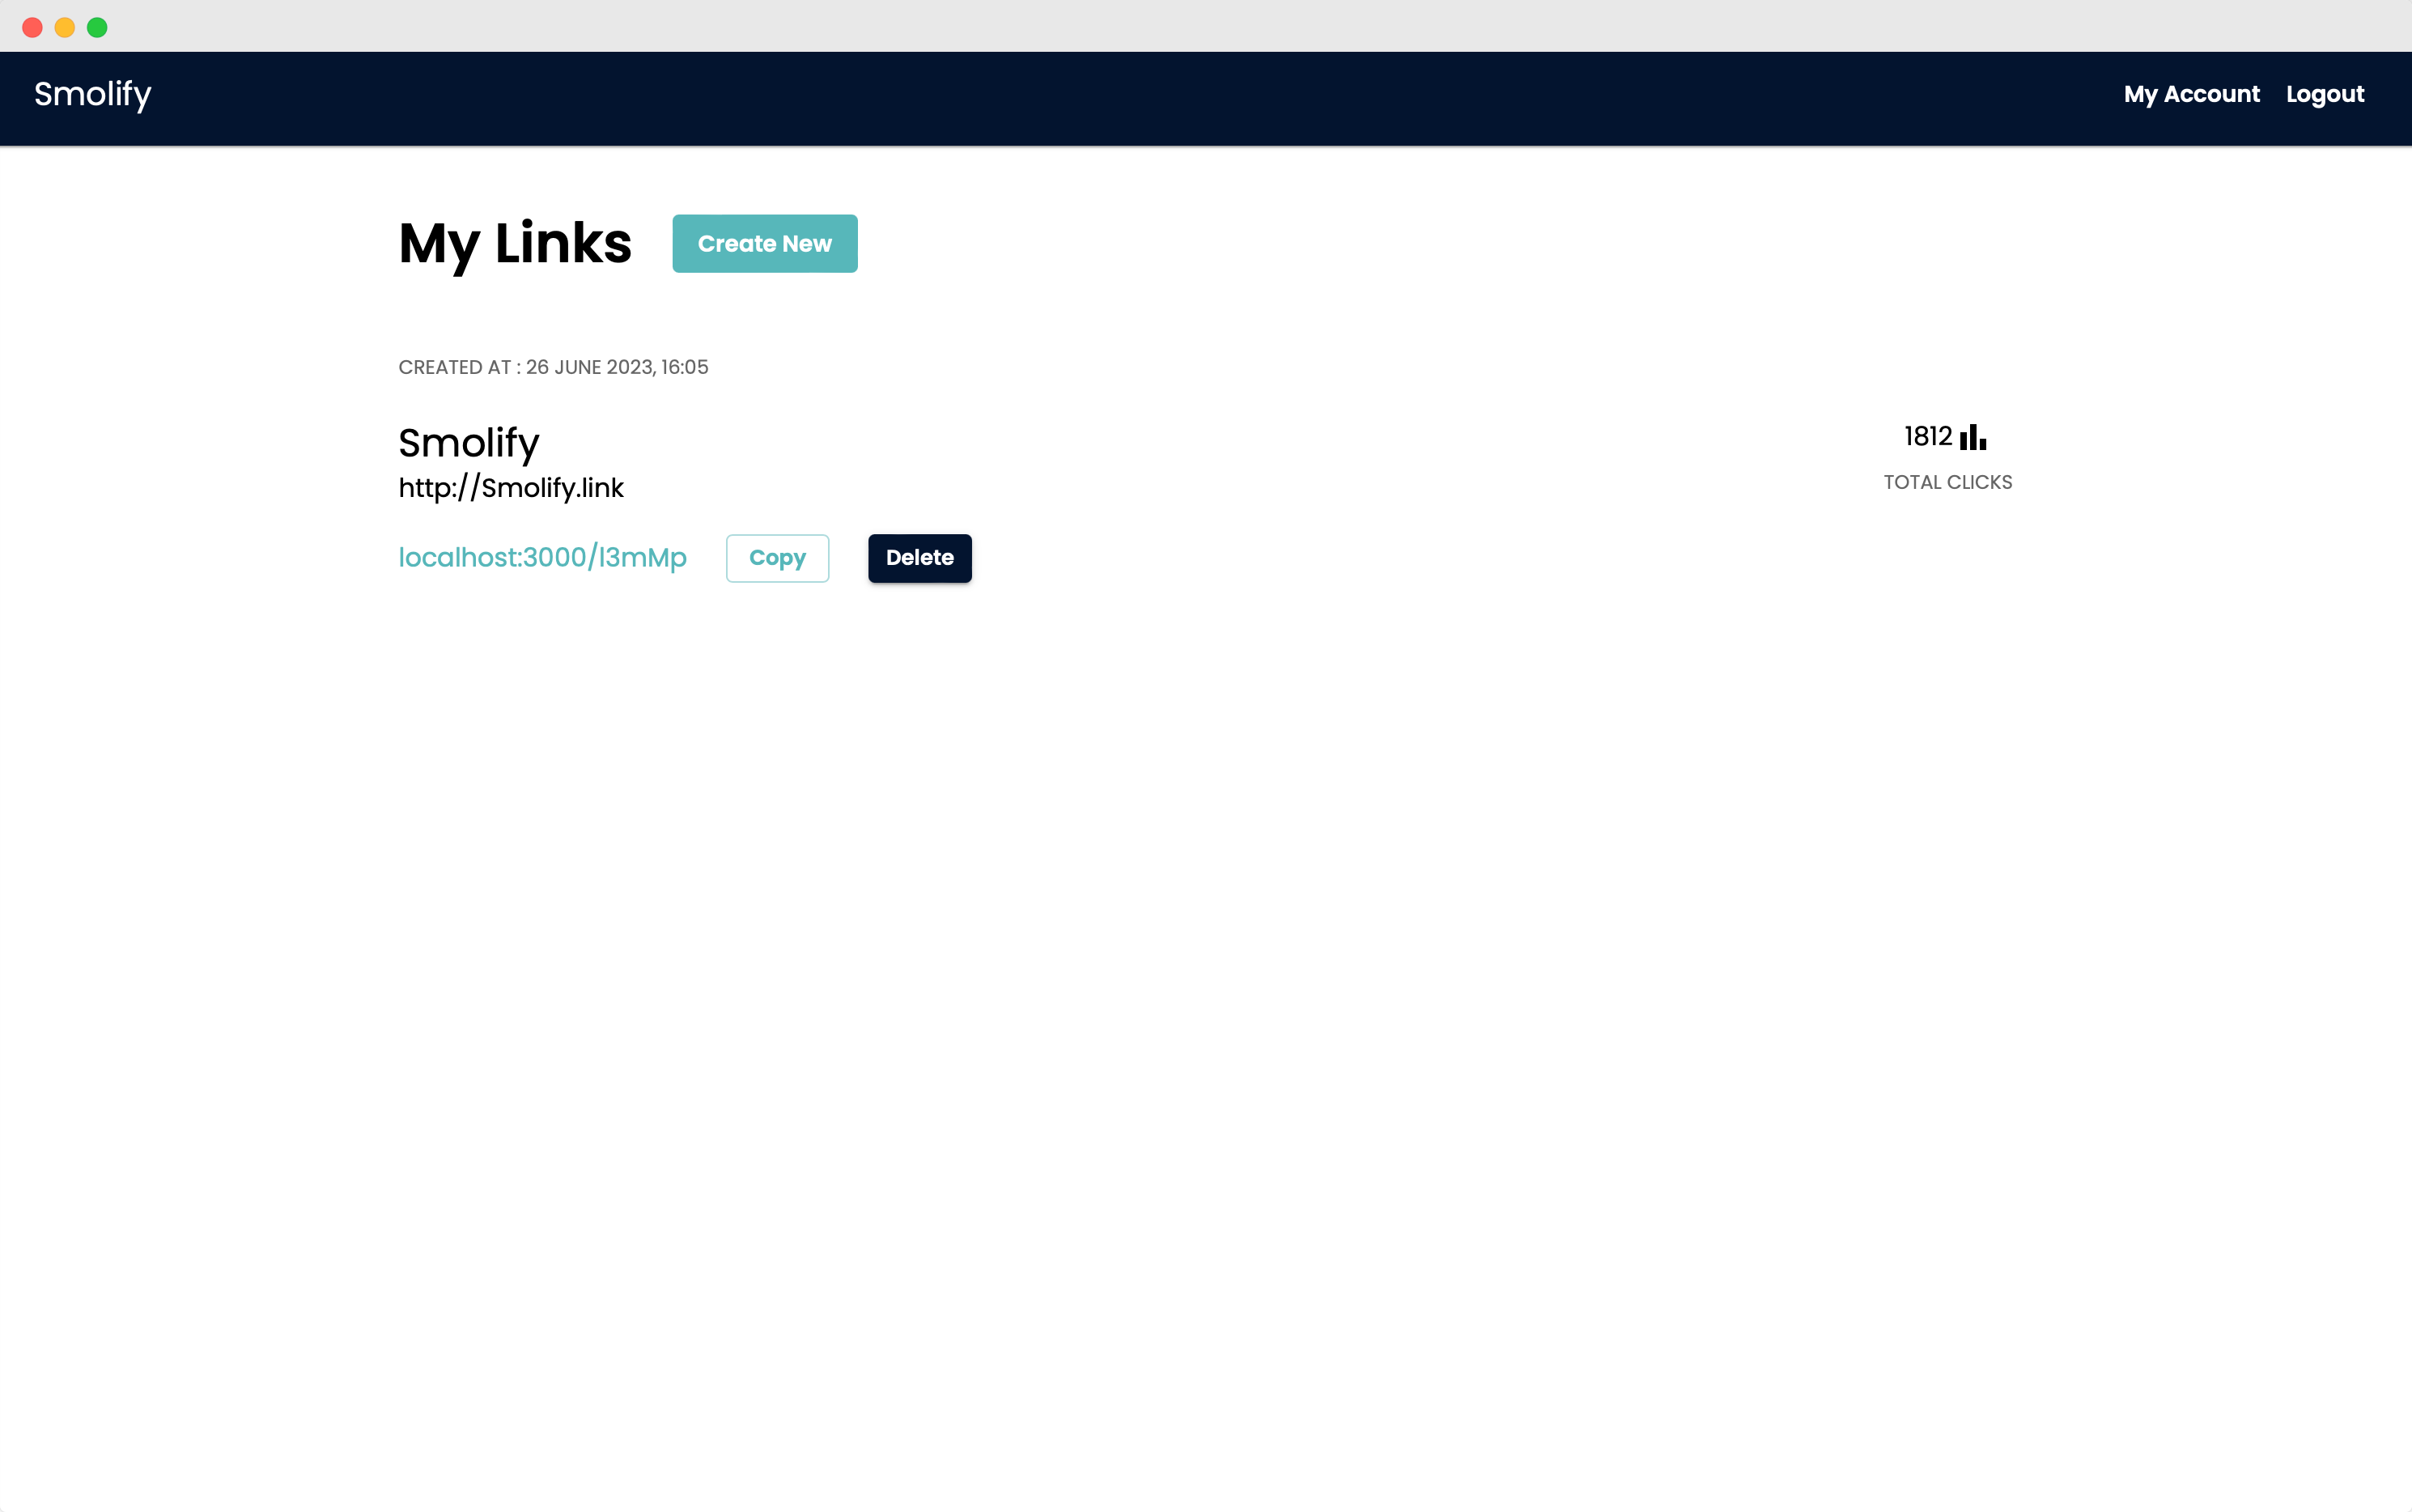 Smolify
My Account
Logout
My Links
Create New
CREATED AT : 26 JUNE 2023, 16:05
Smolify
http://Smolify.link
1812
TOTAL CLICKS
localhost:3000/l3mMp
Copy
Delete